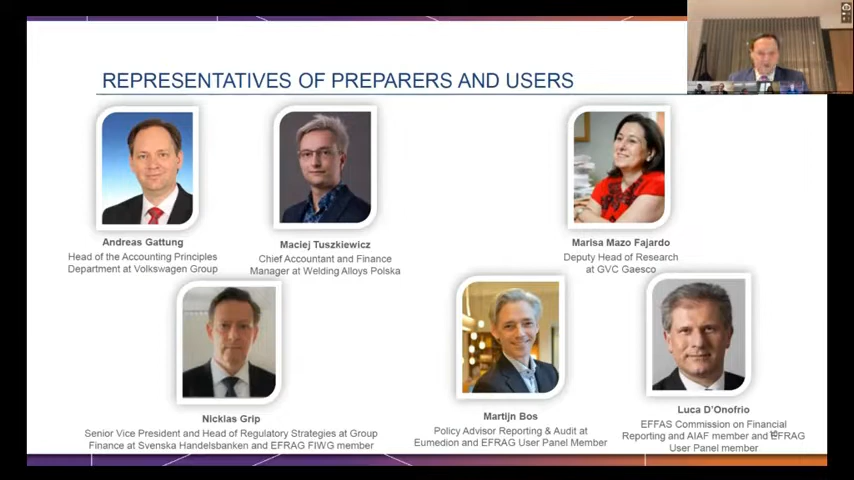 REPRESENTATIVES OF PREPARERS AND USERS
Andreas Gattung
Head of the Accounting Principles
Department at Volkswagen Group
Maciej Tuszkiewicz
Chief Accountant and Finance
Manager at Welding Alloys Polska
Marisa Mazo Fajardo
Deputy Head of Research
at GVC Gaesco
Nicklas Grip
Senior Vice President and Head of Regulatory Strategies at Group
Finance at Svenska Handelsbanken and EFRAG FIWG member
Martijn Bos
Policy Advisor Reporting & Audit at
Eumedion and EFRAG User Panel Member
Luca D'Onofrio
EFFAS Commission on Financial
Reporting and AIAF member and EFRAG
User Panel member